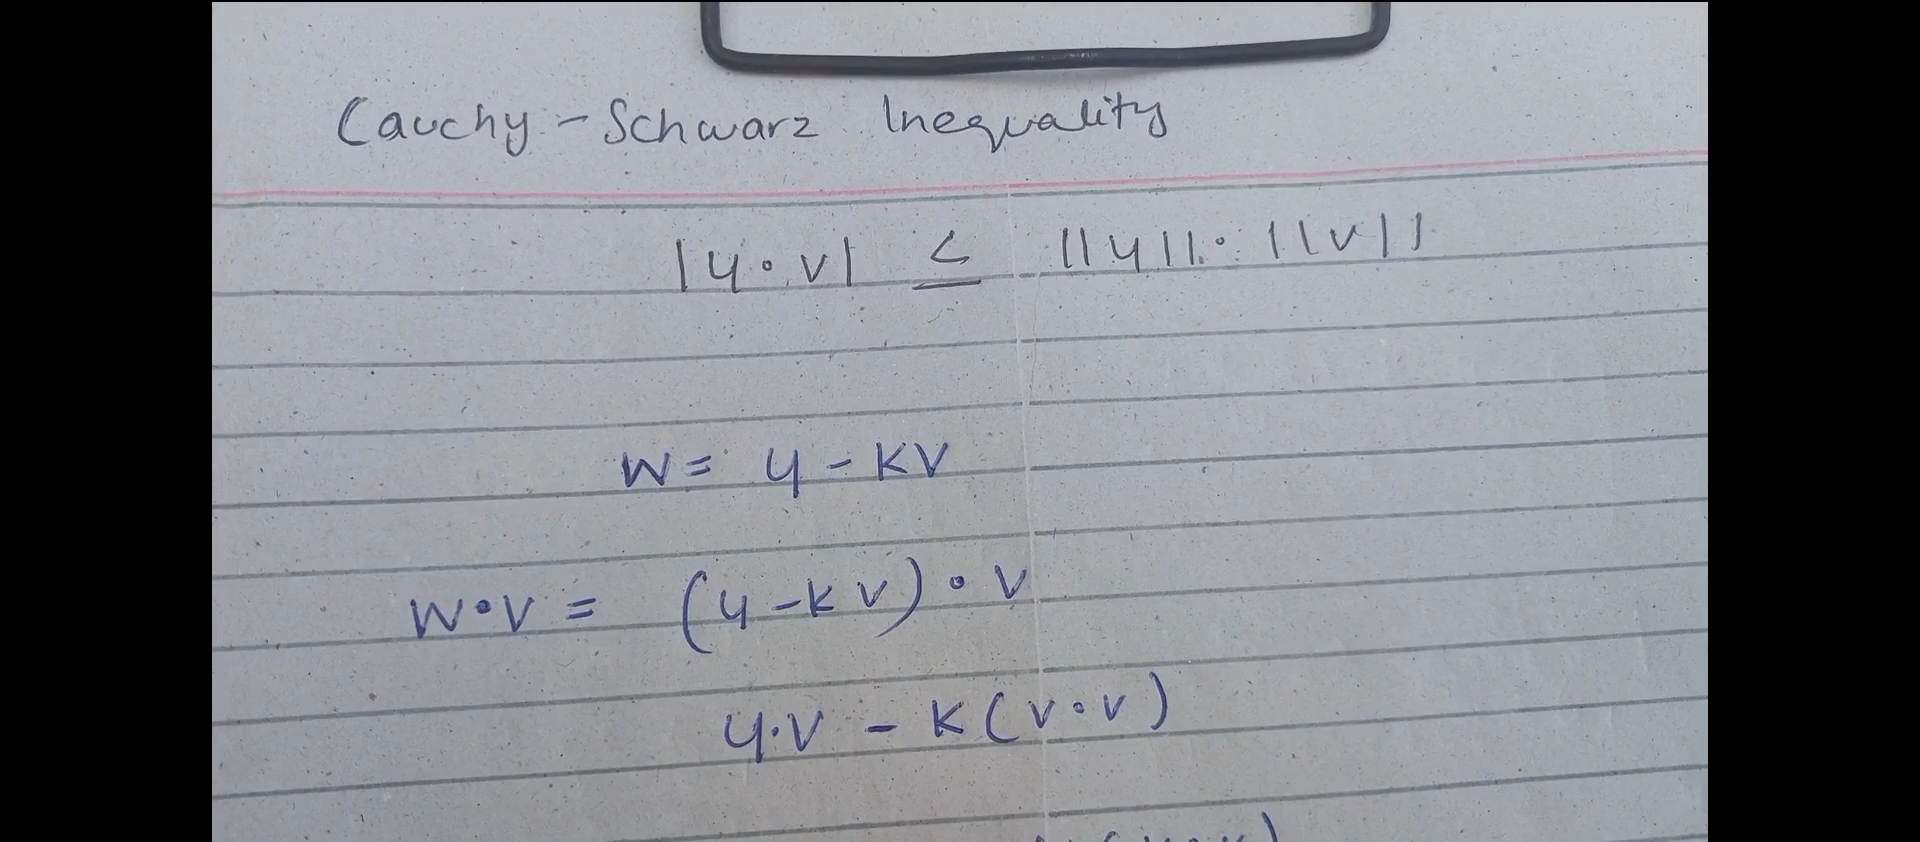 Cauchy - Schwarz Inequality
|u • v| ≤ ||u|| • ||v||
W = u - KV
W • V = (u - KV) • V
u • V - K(V • V)